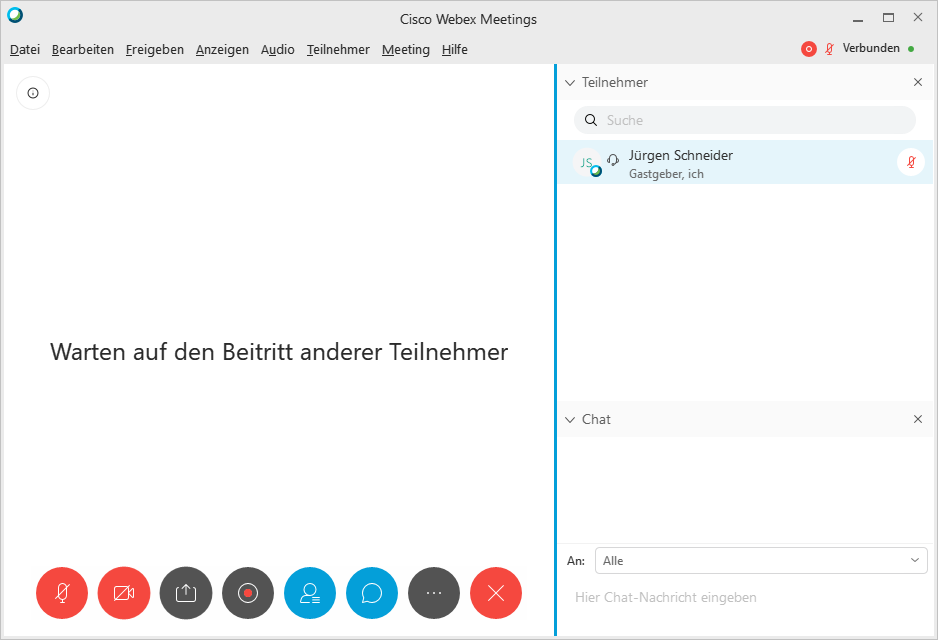 Cisco Webex Meetings
Datei Bearbeiten Freigeben Anzeigen Audio Teilnehmer Meeting Hilfe
Verbunden
Teilnehmer
Suche
JS
Jürgen Schneider
Gastgeber, ich
Warten auf den Beitritt anderer Teilnehmer
Chat
An: Alle
Hier Chat-Nachricht eingeben